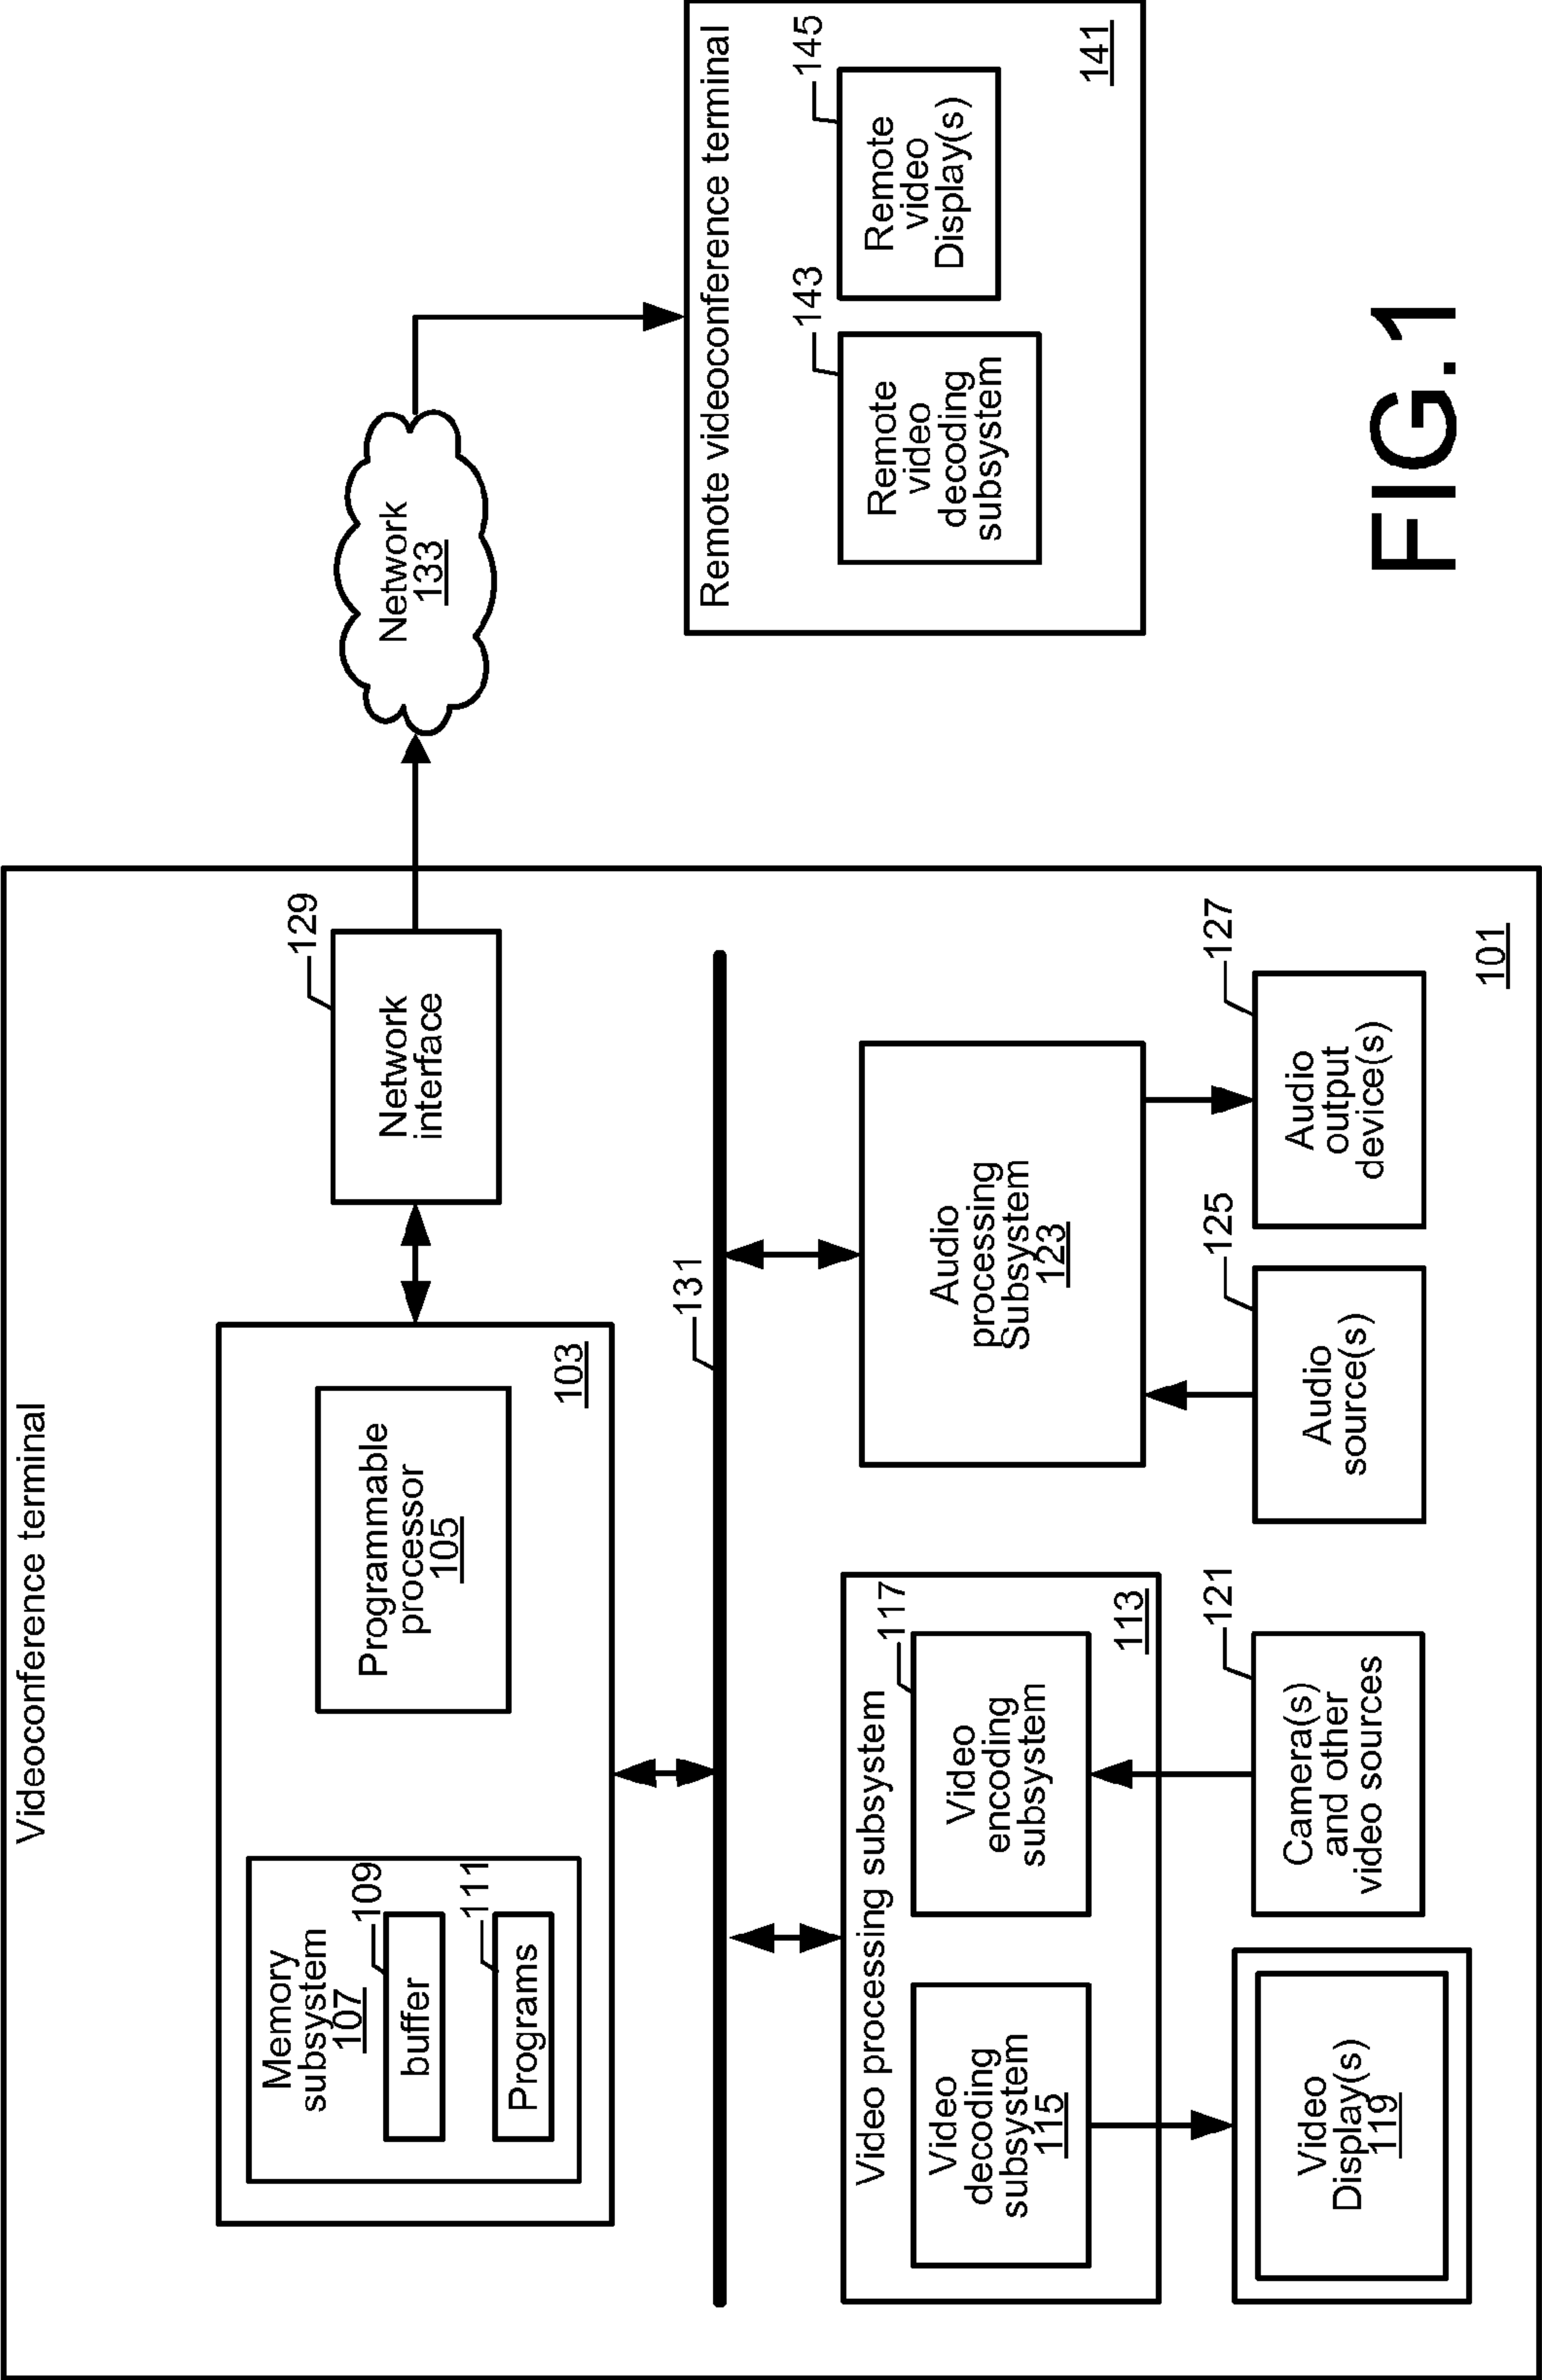 Videoconference terminal
Memory
subsystem
107
109
buffer
111
Programs
Programmable
processor
105
103
129
Network
interface
Network
133
131
Video processing subsystem
Video
decoding
subsystem
115
117
Video
encoding
subsystem
113
Video
Display(s)
119
121
Camera(s)
and other
video sources
Audio
processing
Subsystem
123
125
Audio
source(s)
127
Audio
output
device(s)
101
Remote videoconference terminal
143
Remote
video
decoding
subsystem
145
Remote
video
Display(s)
141
FIG.1